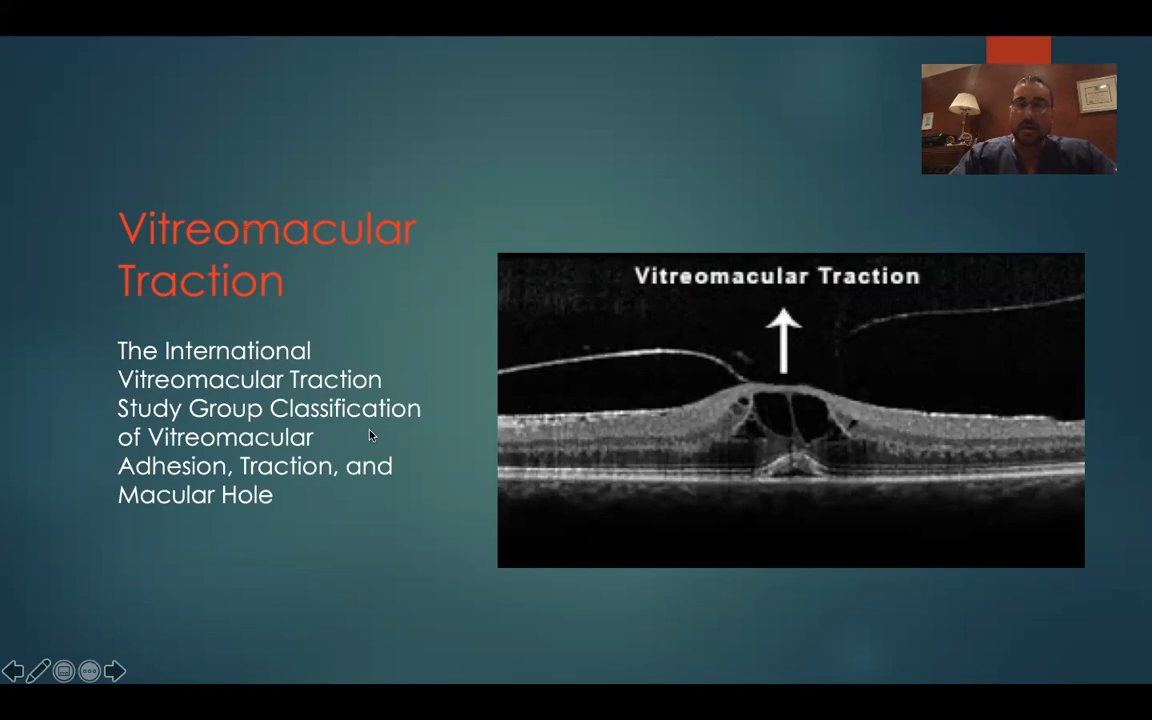 Vitreomacular
Traction
The International
Vitreomacular Traction
Study Group Classification
of Vitreomacular
Adhesion, Traction, and
Macular Hole
Vitreomacular Traction